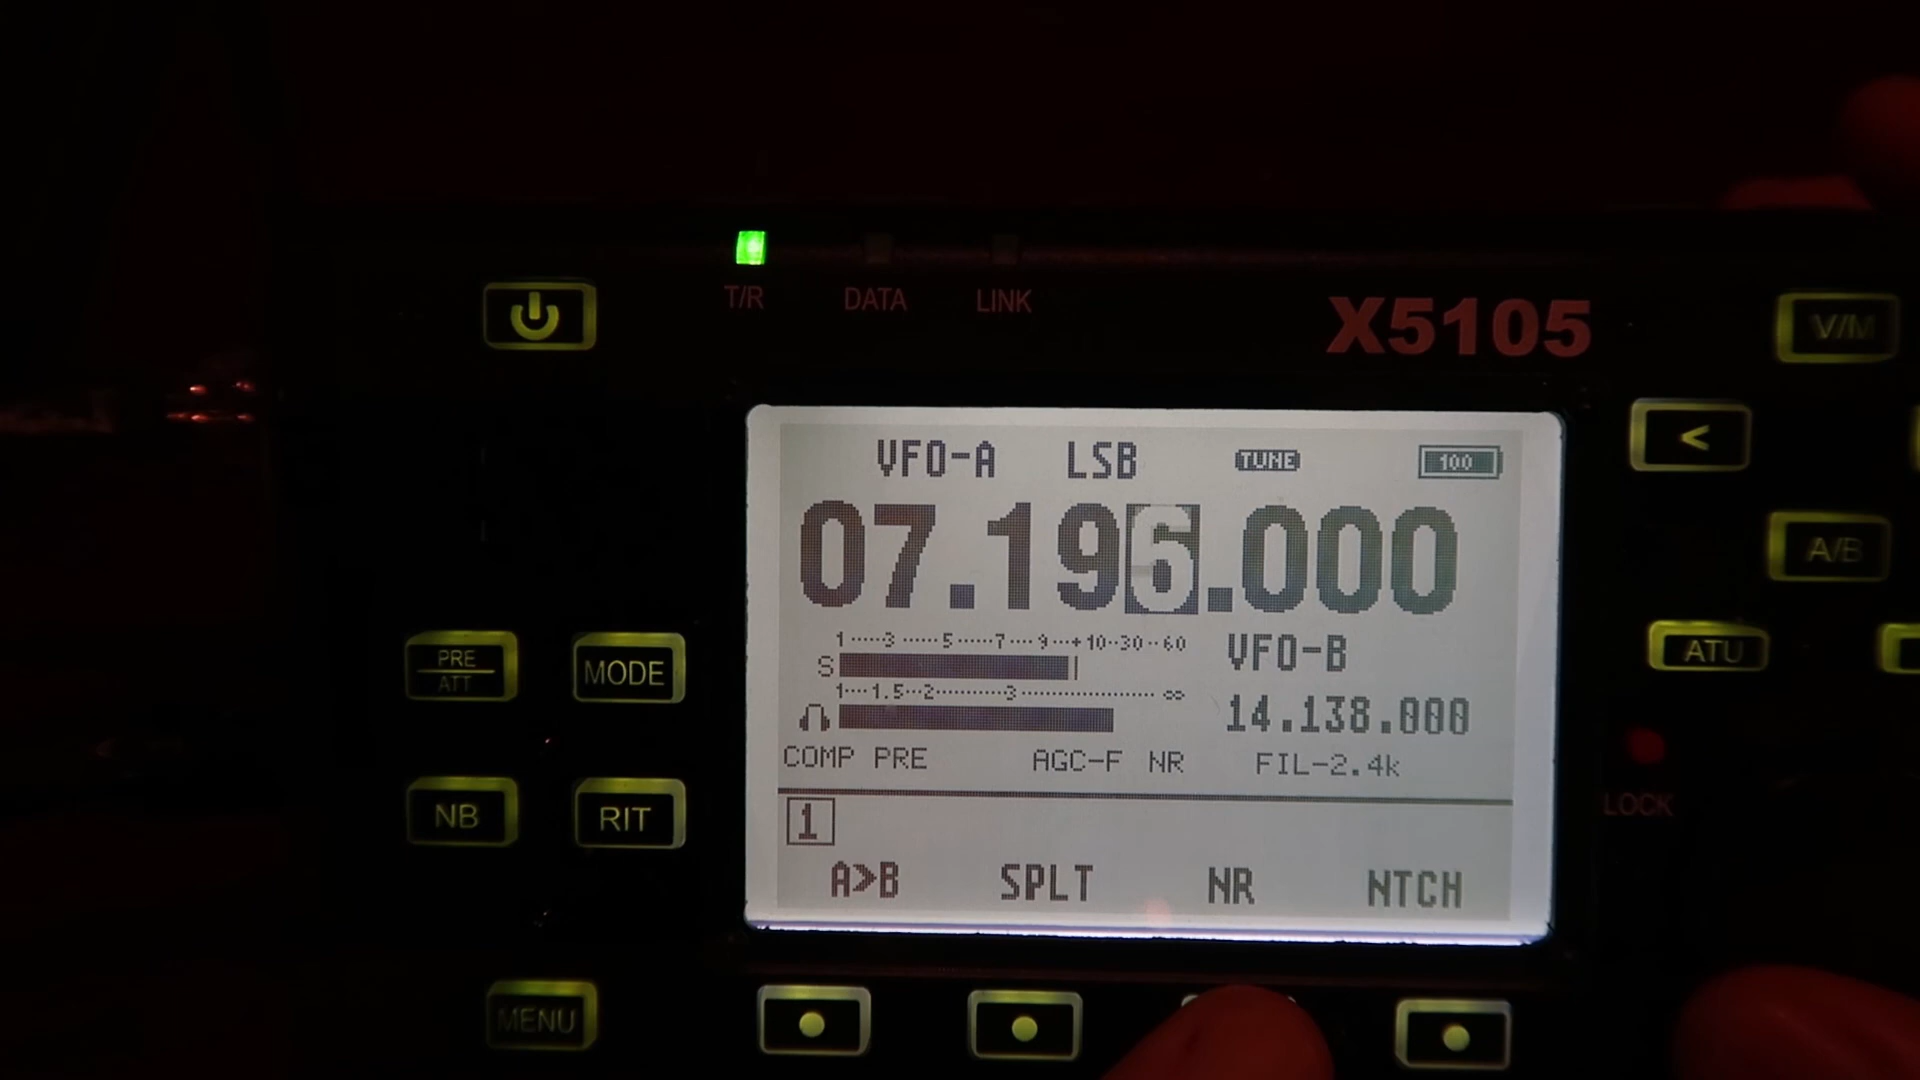 T/R DATA LINK
X5105
V/M
<
VFO-A LSB TUNE 100
07.196.000
A/B
1·····3······5·····7····9···+10··30··60
S
VFO-B
ATU
PRE
ATT
MODE
1····1.5···2··········3···················∞
14.138.000
COMP PRE AGC-F NR FIL-2.4k
LOCK
NB RIT
1
A>B SPLT NR NTCH
MENU